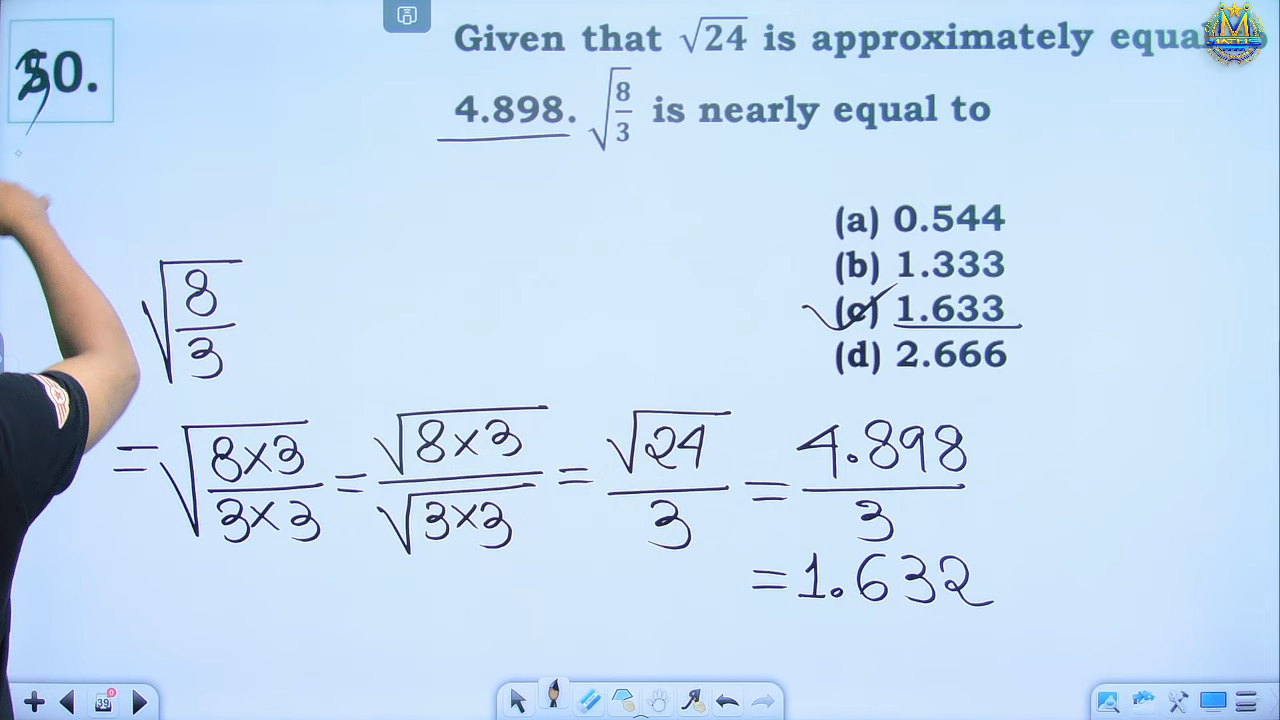 50.
Given that √24 is approximately equal
4.898. √(8/3) is nearly equal to
(a) 0.544
(b) 1.333
(c) 1.633
(d) 2.666
√(8/3)
= √((8×3)/(3×3)) = √(8×3)/√(3×3) = √24/3 = 4.898/3
= 1.632
39
M